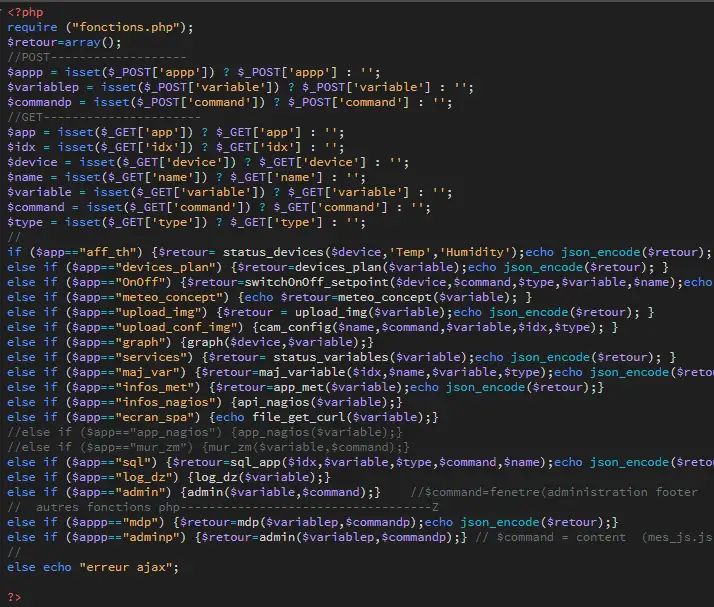 <?php
require ("fonctions.php");
$retour=array();
//POST-------------------
$appp = isset($_POST['appp']) ? $_POST['appp'] : '';
$variablep = isset($_POST['variable']) ? $_POST['variable'] : '';
$commandp = isset($_POST['command']) ? $_POST['command'] : '';
//GET----------------------
$app = isset($_GET['app']) ? $_GET['app'] : '';
$idx = isset($_GET['idx']) ? $_GET['idx'] : '';
$device = isset($_GET['device']) ? $_GET['device'] : '';
$name = isset($_GET['name']) ? $_GET['name'] : '';
$variable = isset($_GET['variable']) ? $_GET['variable'] : '';
$command = isset($_GET['command']) ? $_GET['command'] : '';
$type = isset($_GET['type']) ? $_GET['type'] : '';
//
if ($app=="aff_th") {$retour= status_devices($device,'Temp','Humidity');echo json_encode($retour);
else if ($app=="devices_plan") {$retour=devices_plan($variable);echo json_encode($retour); }
else if ($app=="OnOff") {$retour=switchOnOff_setpoint($device,$command,$type,$variable,$name);echo
else if ($app=="meteo_concept") {echo $retour=meteo_concept($variable); }
else if ($app=="upload_img") {$retour = upload_img($variable);echo json_encode($retour); }
else if ($app=="upload_conf_img") {cam_config($name,$command,$variable,$idx,$type); }
else if ($app=="graph") {graph($device,$variable);}
else if ($app=="services") {$retour= status_variables($variable);echo json_encode($retour); }
else if ($app=="maj_var") {$retour=maj_variable($idx,$name,$variable,$type);echo json_encode($retou
else if ($app=="infos_met") {$retour=app_met($variable);echo json_encode($retour);}
else if ($app=="infos_nagios") {api_nagios($variable);}
else if ($app=="ecran_spa") {echo file_get_curl($variable);}
//else if ($app=="app_nagios") {app_nagios($variable);}
//else if ($app=="mur_zm") {mur_zm($variable,$command);}
else if ($app=="sql") {$retour=sql_app($idx,$variable,$type,$command,$name);echo json_encode($retou
else if ($app=="log_dz") {log_dz($variable);}
else if ($app=="admin") {admin($variable,$command);}    //$command=fenetre(administration footer
//  autres fonctions php-----------------------------------Z
else if ($appp=="mdp") {$retour=mdp($variablep,$commandp);echo json_encode($retour);}
else if ($appp=="adminp") {$retour=admin($variablep,$commandp);} // $command = content  (mes_js.js
//
else echo "erreur ajax";
?>